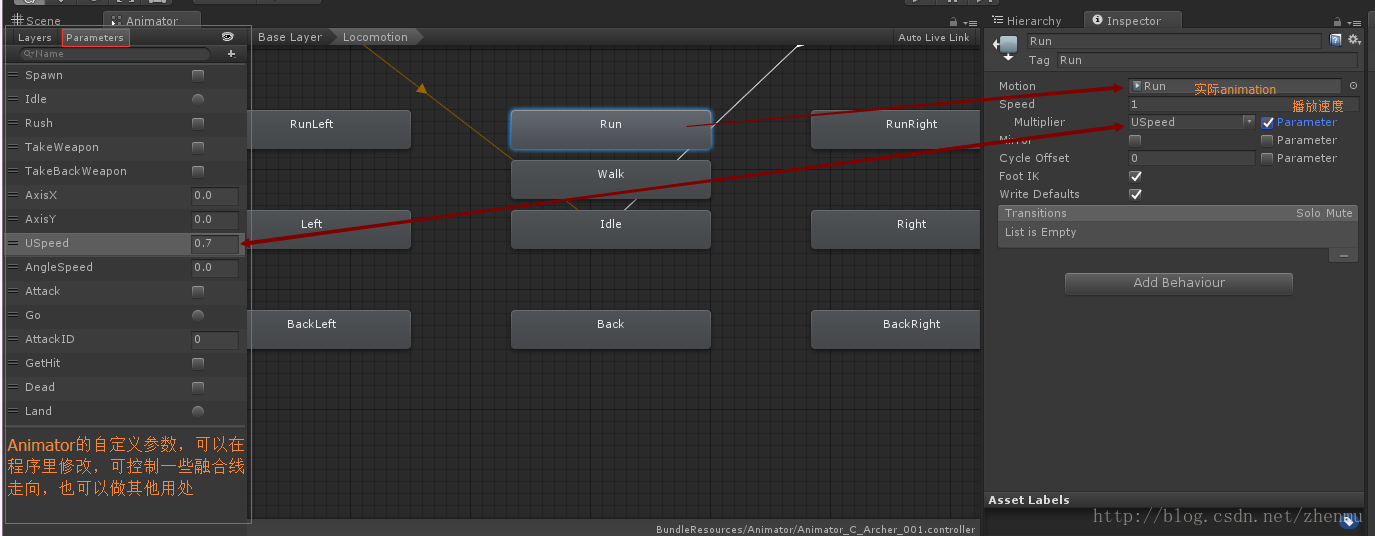 Scene
Animator
Layers
Parameters
Name
Spawn
Idle
Rush
TakeWeapon
TakeBackWeapon
AxisX 0.0
AxisY 0.0
USpeed 0.7
AngleSpeed 0.0
Attack
Go
AttackID 0
GetHit
Dead
Land
Animator的自定义参数，可以在
程序里修改，可控制一些融合线
走向，也可以做其他用处
Base Layer
Locomotion
Auto Live Link
RunLeft
Run
RunRight
Walk
Left
Idle
Right
BackLeft
Back
BackRight
BundleResources/Animator/Animator_C_Archer_001.controller
Hierarchy
Inspector
Run
Tag Run
Motion Run 实际animation
Speed 1 播放速度
Multiplier USpeed Parameter
Mirror Parameter
Cycle Offset 0 Parameter
Foot IK
Write Defaults
Transitions Solo Mute
List is Empty
Add Behaviour
Asset Labels
http://blog.csdn.net/zhenmu